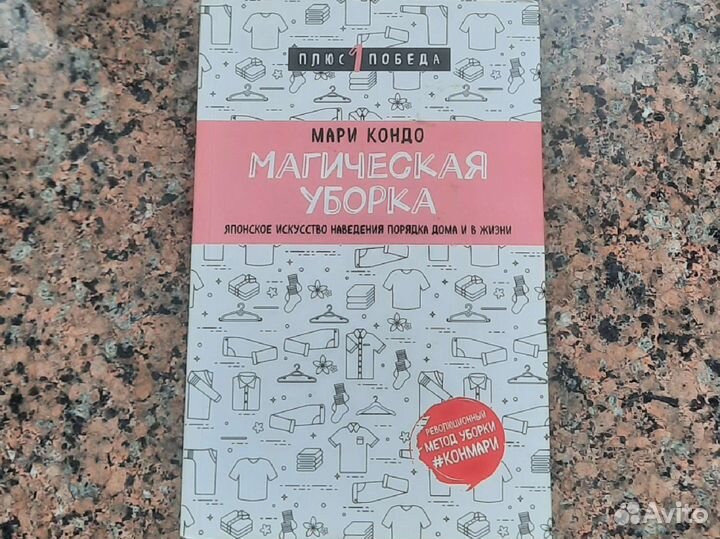 ПЛЮС 1 ПОБЕДА
МАРИ КОНДО
МАГИЧЕСКАЯ
УБОРКА
ЯПОНСКОЕ ИСКУССТВО НАВЕДЕНИЯ ПОРЯДКА ДОМА И В ЖИЗНИ
РЕВОЛЮЦИОННЫЙ
МЕТОД УБОРКИ
#КОНМАРИ
Avito